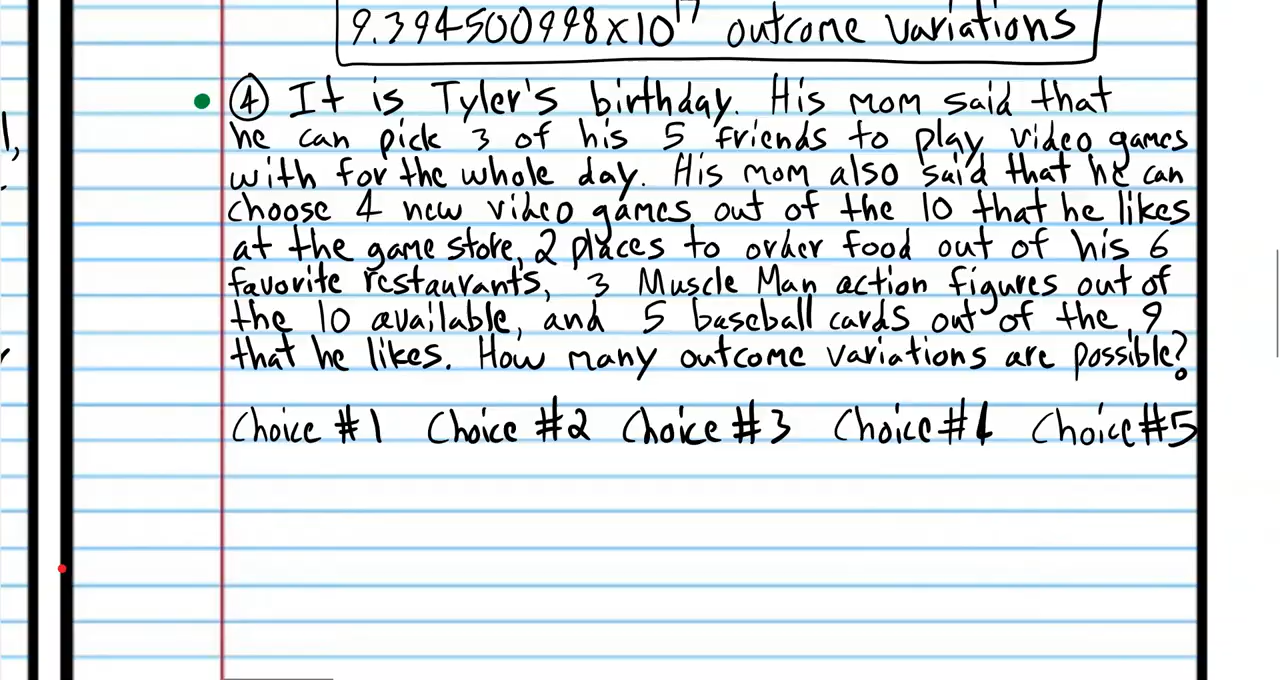 9.394500998x10^17 outcome variations
④ It is Tyler's birthday. His mom said that
he can pick 3 of his 5 friends to play video games
with for the whole day. His mom also said that he can
choose 4 new video games out of the 10 that he likes
at the game store, 2 places to order food out of his 6
favorite restaurants, 3 Muscle Man action figures out of
the 10 available, and 5 baseball cards out of the 9
that he likes. How many outcome variations are possible?
Choice #1 Choice #2 Choice #3 Choice #4 Choice #5